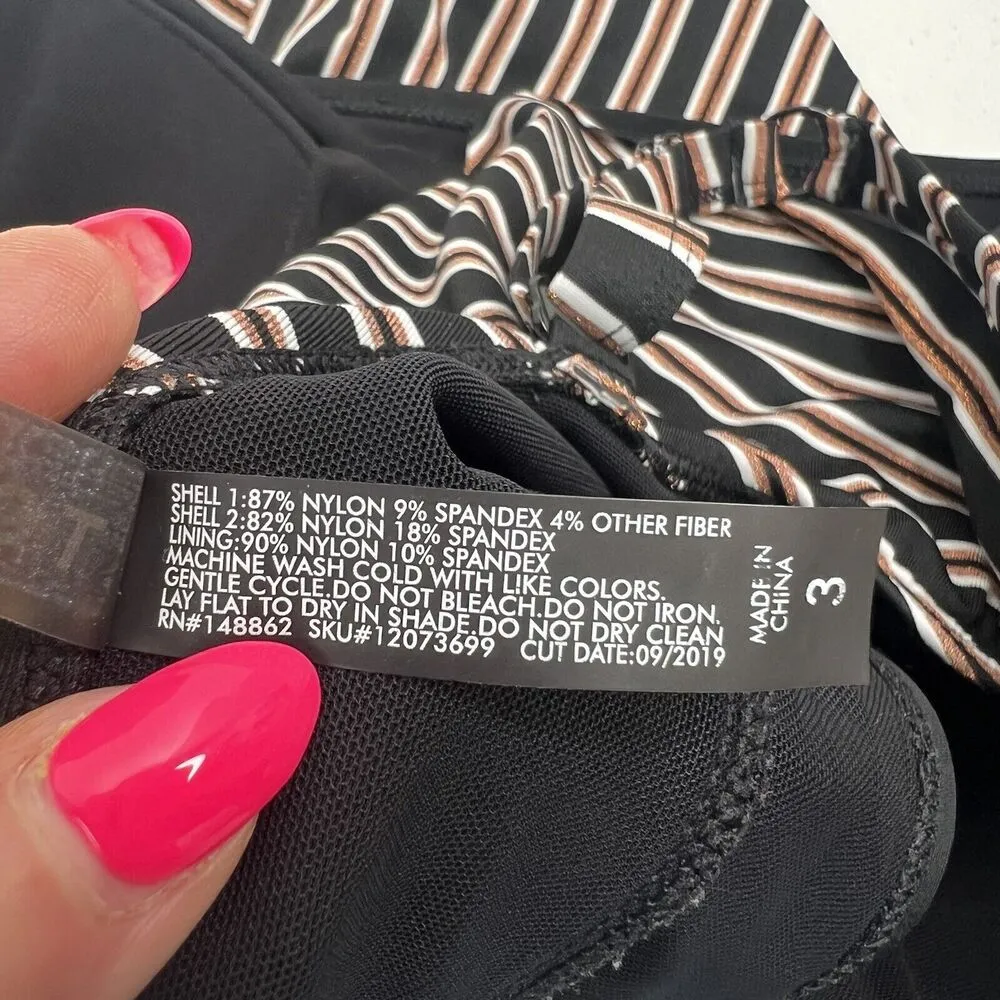 SHELL 1:87% NYLON 9% SPANDEX 4% OTHER FIBER
SHELL 2:82% NYLON 18% SPANDEX
LINING:90% NYLON 10% SPANDEX
MACHINE WASH COLD WITH LIKE COLORS.
GENTLE CYCLE.DO NOT BLEACH.DO NOT IRON.
LAY FLAT TO DRY IN SHADE.DO NOT DRY CLEAN
RN#148862 SKU#12073699 CUT DATE:09/2019
MADE IN
CHINA
3
T